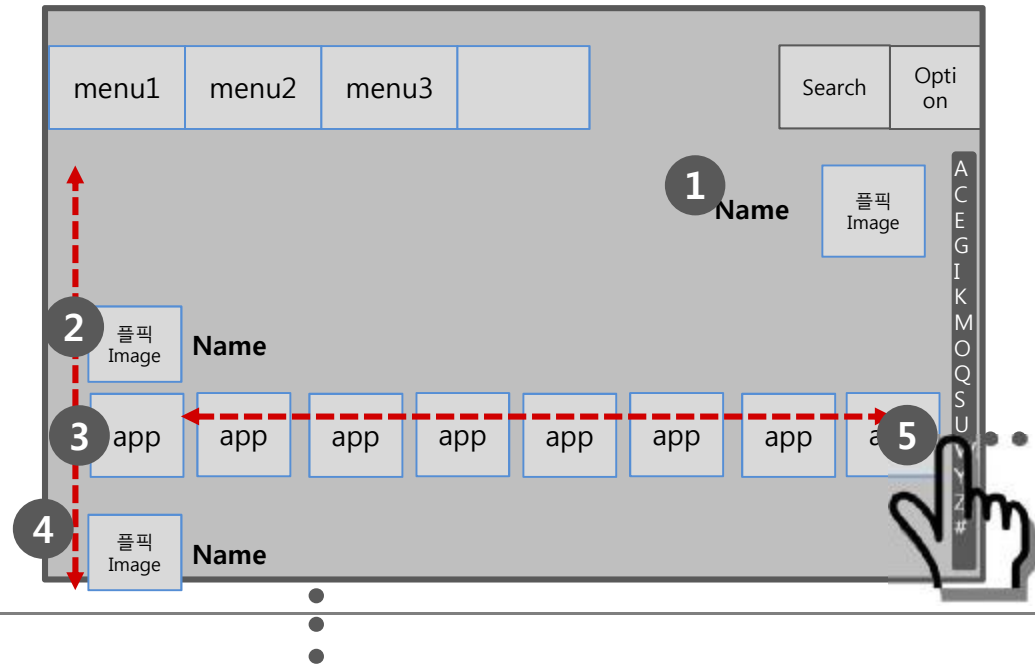 menu1
menu2
menu3
Search
Opti
on
1
Name
플픽
Image
A
C
E
G
I
K
M
O
Q
S
U
W
Y
Z
#
2
플픽
Image
Name
3
app
app
app
app
app
app
app
5
4
플픽
Image
Name